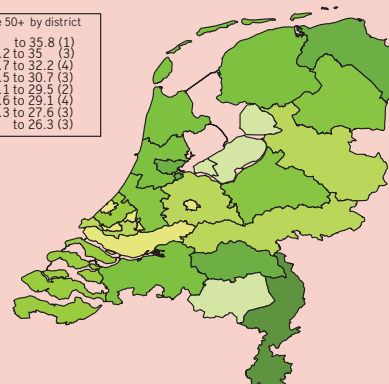 50+ by district
to 35.8 (1)
.2 to 35 (3)
.7 to 32.2 (4)
.5 to 30.7 (3)
.1 to 29.5 (2)
.6 to 29.1 (4)
.3 to 27.6 (3)
to 26.3 (3)